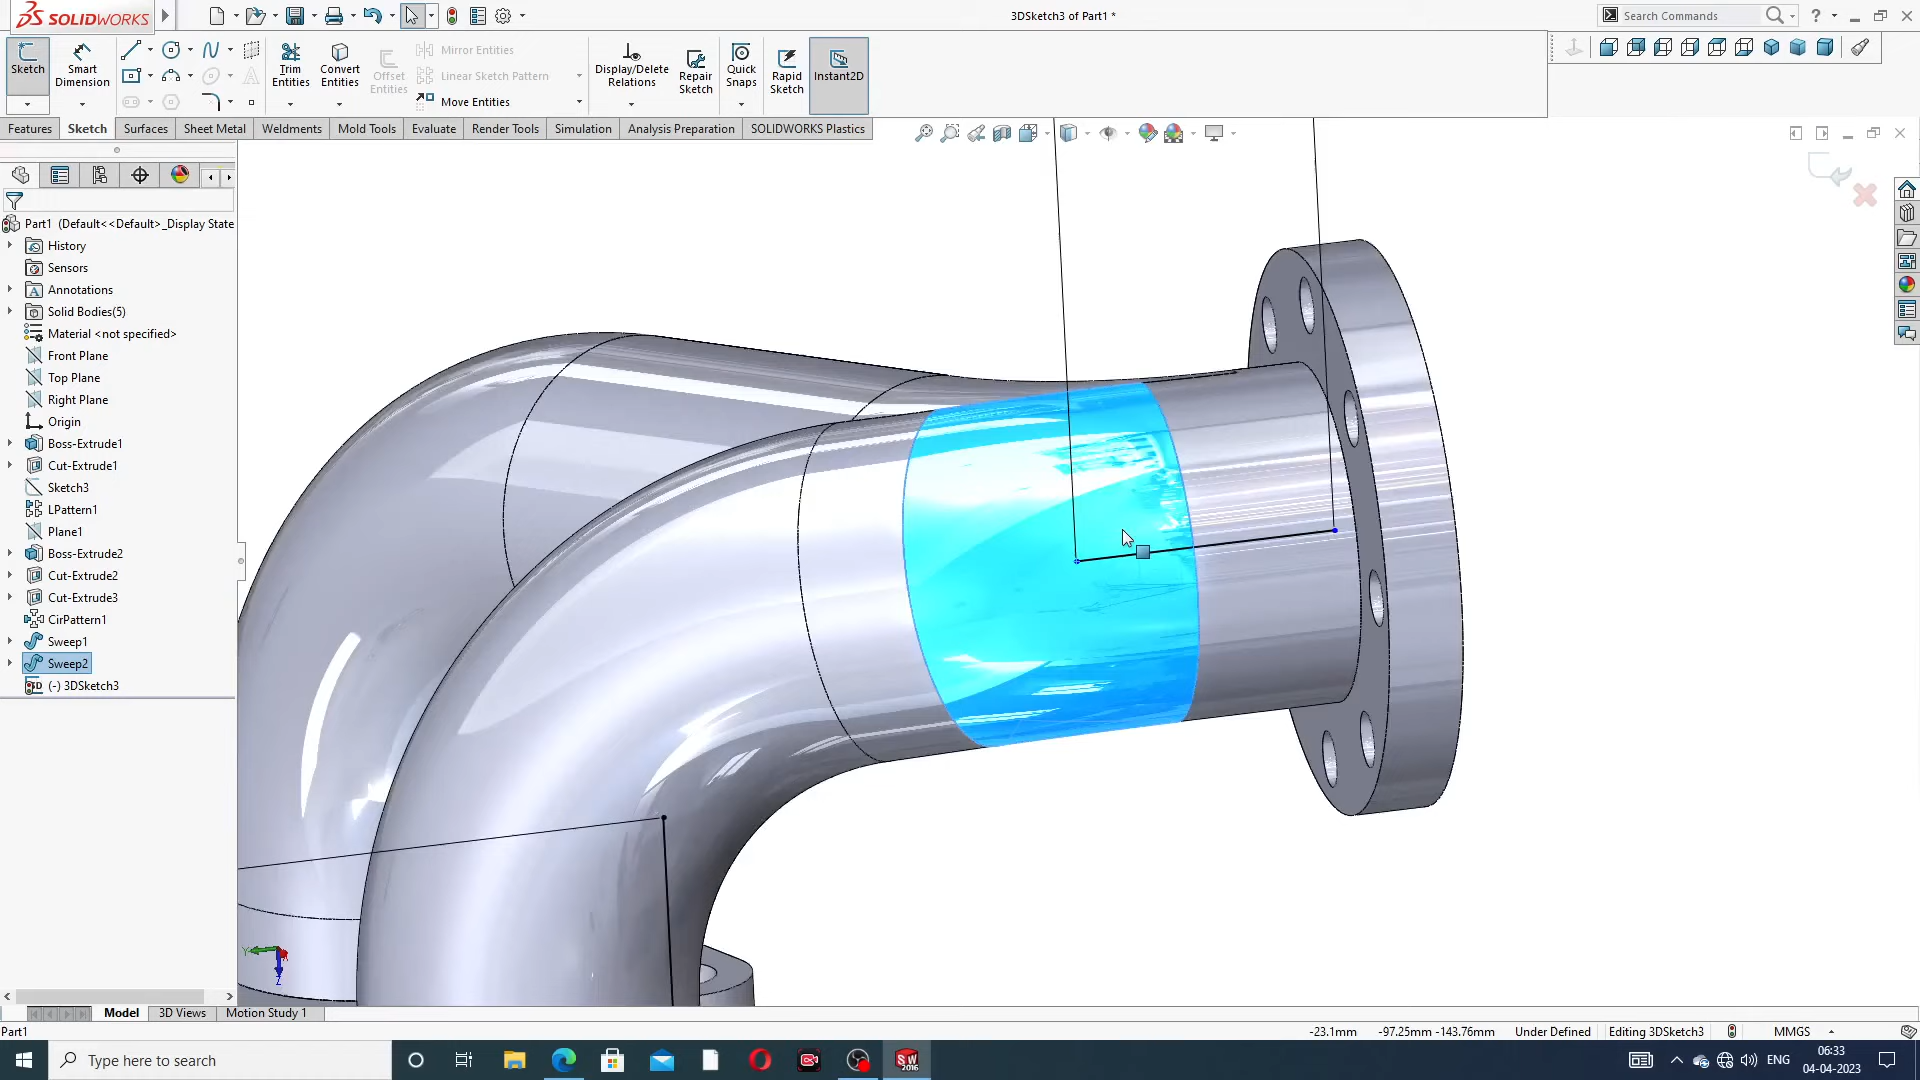 SOLIDWORKS
3DSketch3 of Part1 *
Search Commands
Sketch
Smart Dimension
Trim Entities
Convert Entities
Offset Entities
Mirror Entities
Linear Sketch Pattern
Move Entities
Display/Delete Relations
Repair Sketch
Quick Snaps
Rapid Sketch
Instant2D
Features
Sketch
Surfaces
Sheet Metal
Weldments
Mold Tools
Evaluate
Render Tools
Simulation
Analysis Preparation
SOLIDWORKS Plastics
Part1 (Default<<Default>_Display State
History
Sensors
Annotations
Solid Bodies(5)
Material <not specified>
Front Plane
Top Plane
Right Plane
Origin
Boss-Extrude1
Cut-Extrude1
Sketch3
LPattern1
Plane1
Boss-Extrude2
Cut-Extrude2
Cut-Extrude3
CirPattern1
Sweep1
Sweep2
(-) 3DSketch3
Y
Z
Model
3D Views
Motion Study 1
Part1
-23.1mm
-97.25mm -143.76mm
Under Defined
Editing 3DSketch3
MMGS
Type here to search
SW 2016
ENG
06:33
04-04-2023